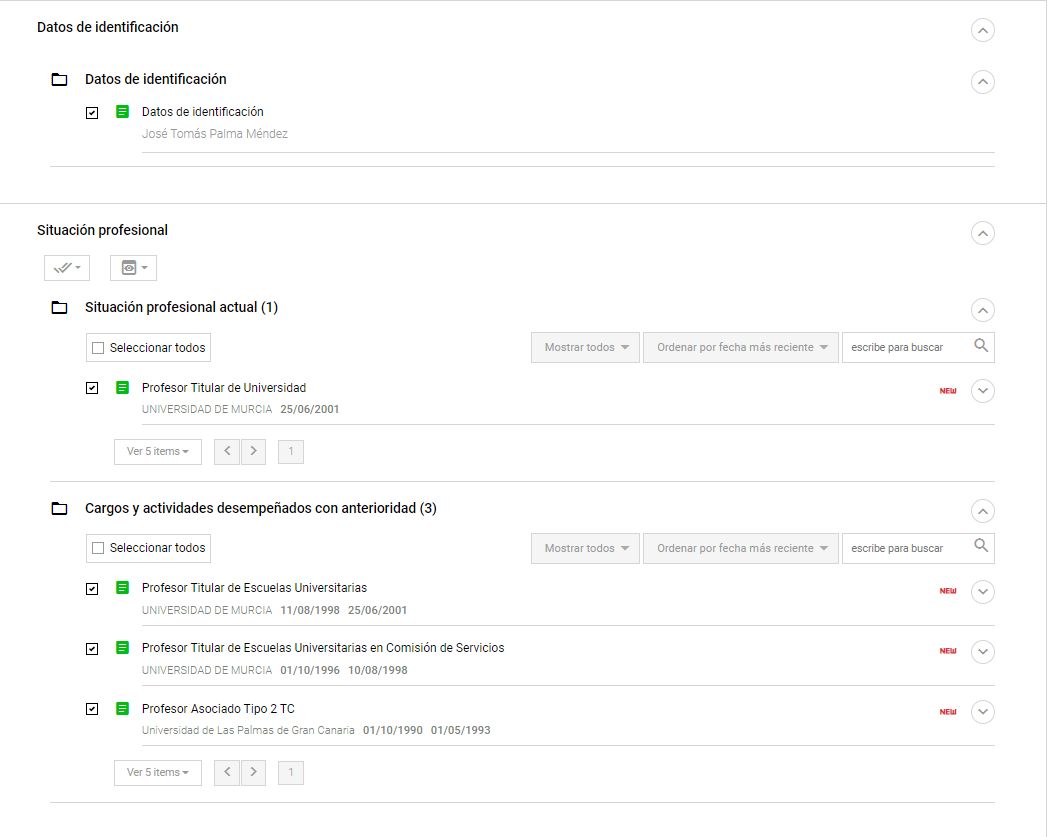 Datos de identificación
Datos de identificación
Datos de identificación
José Tomás Palma Méndez
Situación profesional
Situación profesional actual (1)
Seleccionar todos Mostrar todos Ordenar por fecha más reciente escribe para buscar
Profesor Titular de Universidad NEW
UNIVERSIDAD DE MURCIA 25/06/2001
Ver 5 items < > 1
Cargos y actividades desempeñados con anterioridad (3)
Seleccionar todos Mostrar todos Ordenar por fecha más reciente escribe para buscar
Profesor Titular de Escuelas Universitarias NEW
UNIVERSIDAD DE MURCIA 11/08/1998 25/06/2001
Profesor Titular de Escuelas Universitarias en Comisión de Servicios NEW
UNIVERSIDAD DE MURCIA 01/10/1996 10/08/1998
Profesor Asociado Tipo 2 TC NEW
Universidad de Las Palmas de Gran Canaria 01/10/1990 01/05/1993
Ver 5 items < > 1